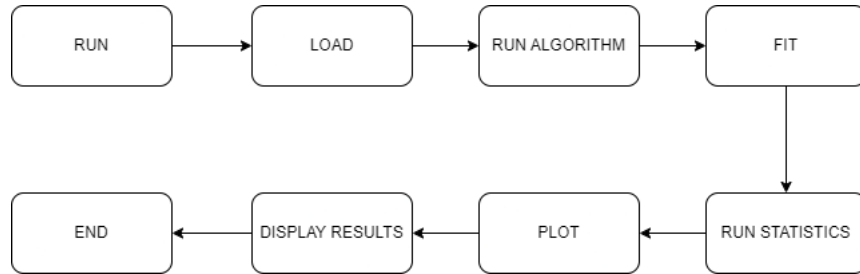 RUN
LOAD
RUN ALGORITHM
FIT
RUN STATISTICS
PLOT
DISPLAY RESULTS
END